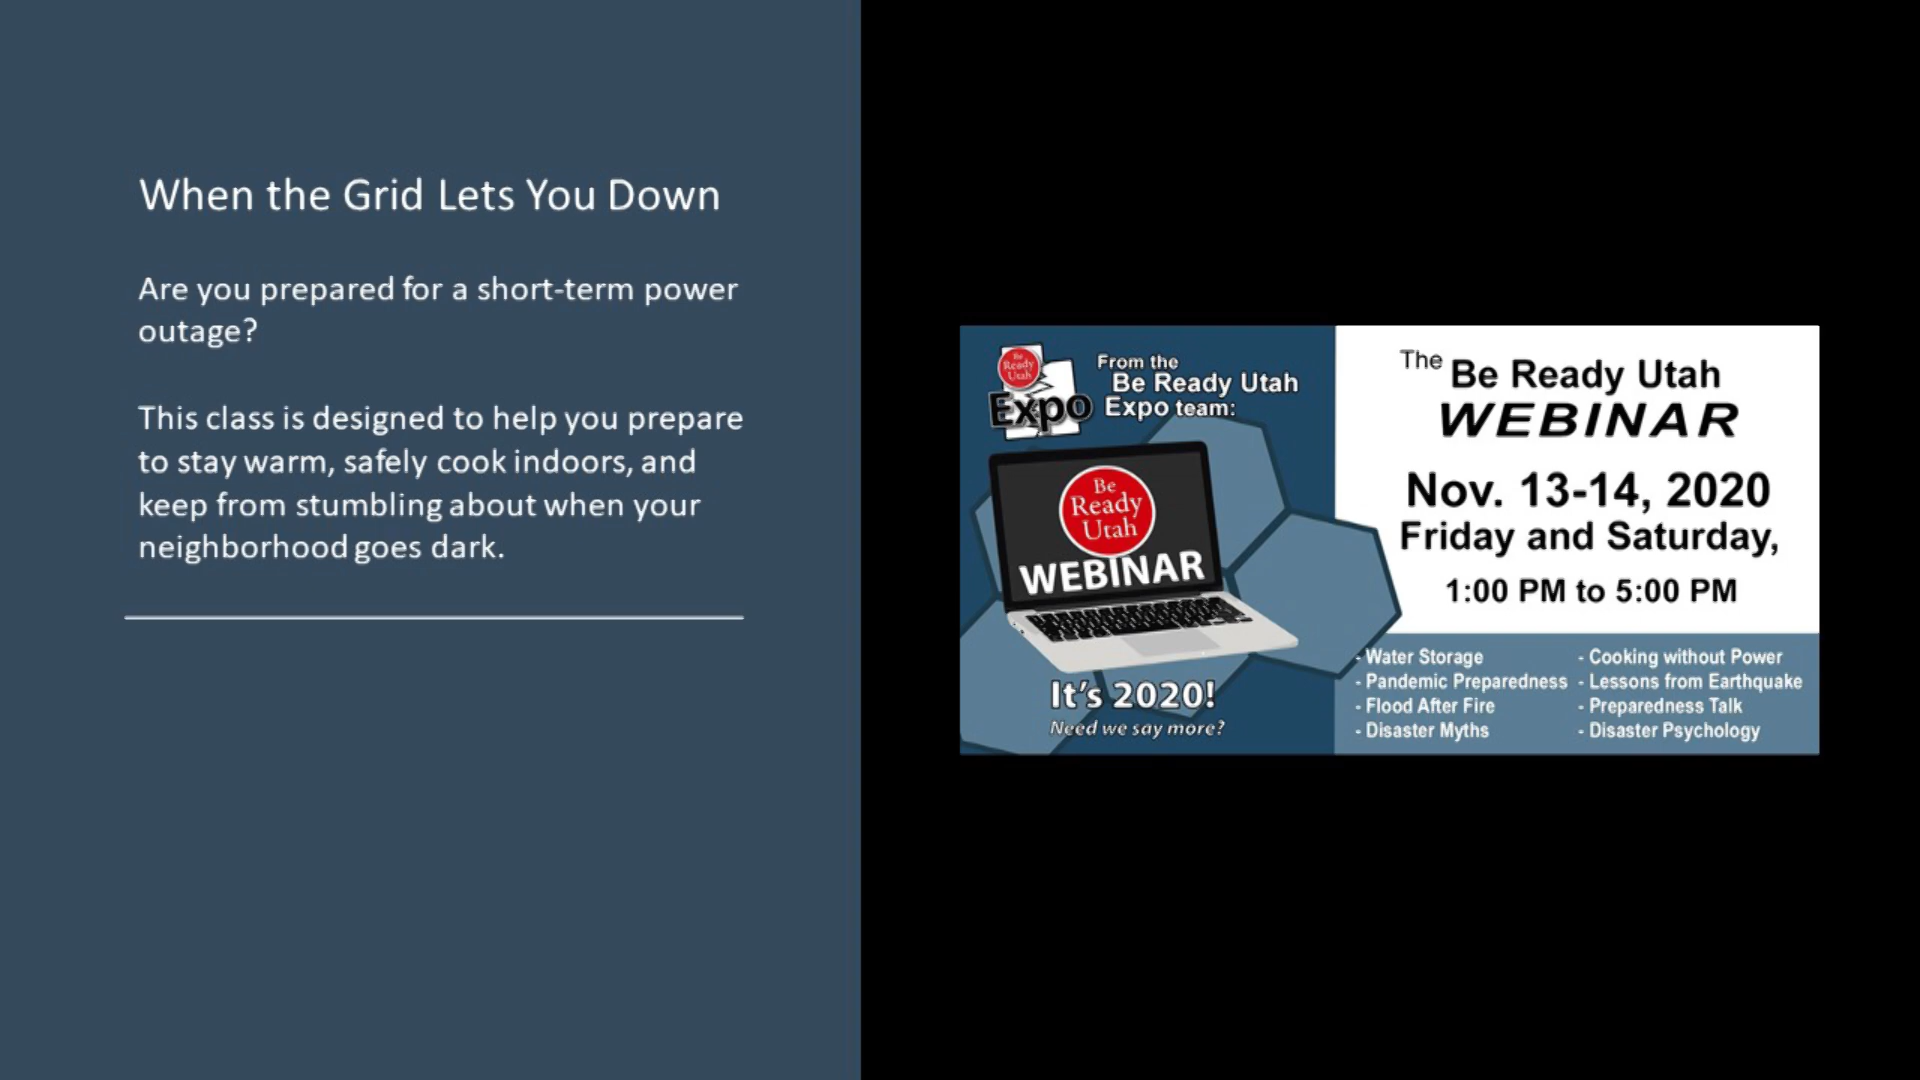 When the Grid Lets You Down
Are you prepared for a short-term power
outage?
This class is designed to help you prepare
to stay warm, safely cook indoors, and
keep from stumbling about when your
neighborhood goes dark.
Be
Ready
Utah
Expo
From the
Be Ready Utah
Expo team:
Be
Ready
Utah
WEBINAR
It's 2020!
Need we say more?
The Be Ready Utah
WEBINAR
Nov. 13-14, 2020
Friday and Saturday,
1:00 PM to 5:00 PM
- Water Storage
- Pandemic Preparedness
- Flood After Fire
- Disaster Myths
- Cooking without Power
- Lessons from Earthquake
- Preparedness Talk
- Disaster Psychology